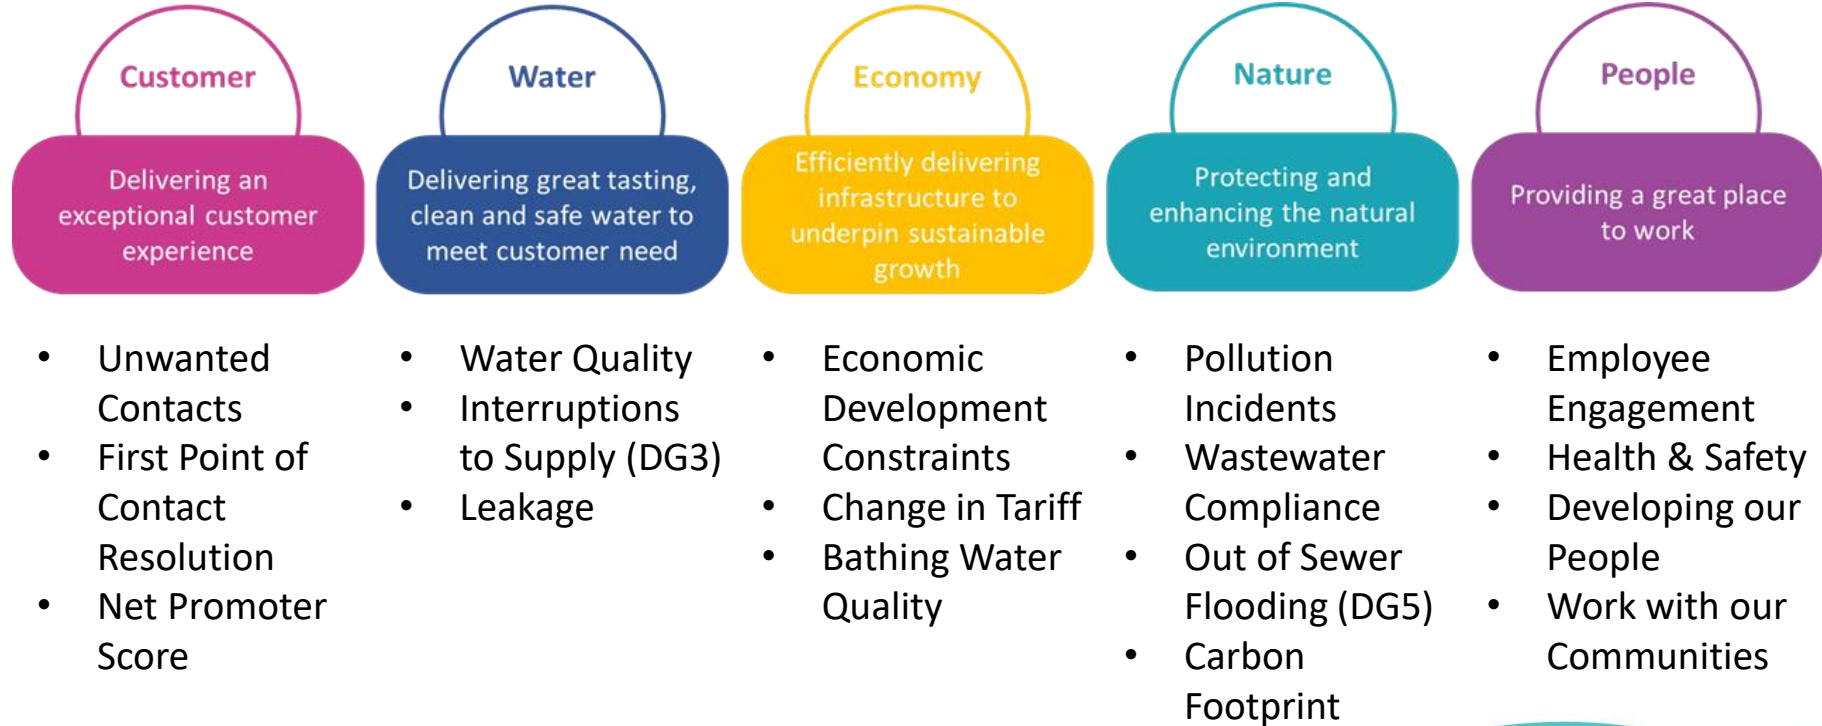 Customer
Delivering an
exceptional customer
experience
• Unwanted
Contacts
• First Point of
Contact
Resolution
• Net Promoter
Score
Water
Delivering great tasting,
clean and safe water to
meet customer need
• Water Quality
• Interruptions
to Supply (DG3)
• Leakage
Economy
Efficiently delivering
infrastructure to
underpin sustainable
growth
• Economic
Development
Constraints
• Change in Tariff
• Bathing Water
Quality
Nature
Protecting and
enhancing the natural
environment
• Pollution
Incidents
• Wastewater
Compliance
• Out of Sewer
Flooding (DG5)
• Carbon
Footprint
People
Providing a great place
to work
• Employee
Engagement
• Health & Safety
• Developing our
People
• Work with our
Communities